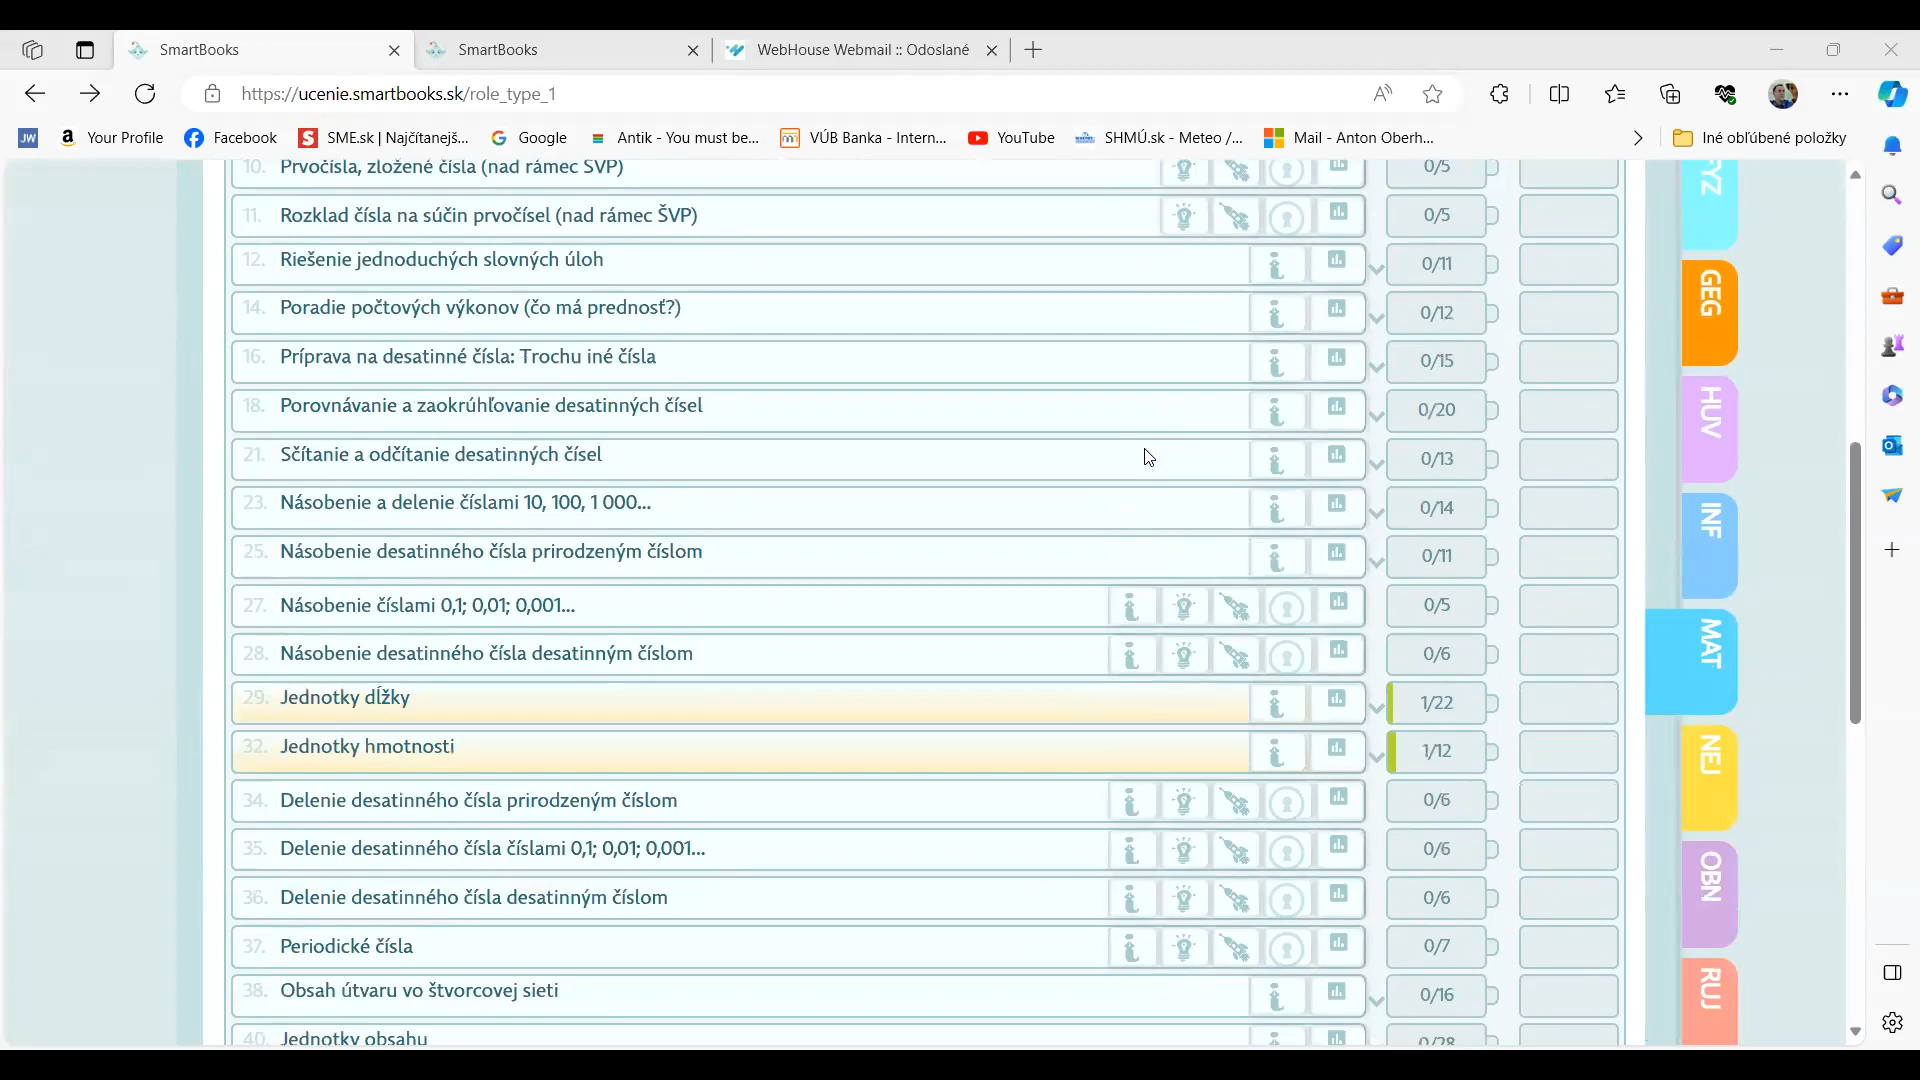 SmartBooks
SmartBooks
WebHouse Webmail :: Odoslané
https://ucenie.smartbooks.sk/role_type_1
JW
Your Profile
Facebook
SME.sk | Najčítanejš...
Google
Antik - You must be...
VÚB Banka - Intern...
YouTube
SHMÚ.sk - Meteo /...
Mail - Anton Oberh...
Iné obľúbené položky
10. Prvočísla, zložené čísla (nad rámec ŠVP) 0/5
11. Rozklad čísla na súčin prvočísel (nad rámec ŠVP) 0/5
12. Riešenie jednoduchých slovných úloh 0/11
14. Poradie počtových výkonov (čo má prednosť?) 0/12
16. Príprava na desatinné čísla: Trochu iné čísla 0/15
18. Porovnávanie a zaokrúhľovanie desatinných čísel 0/20
21. Sčítanie a odčítanie desatinných čísel 0/13
23. Násobenie a delenie číslami 10, 100, 1 000... 0/14
25. Násobenie desatinného čísla prirodzeným číslom 0/11
27. Násobenie číslami 0,1; 0,01; 0,001... 0/5
28. Násobenie desatinného čísla desatinným číslom 0/6
29. Jednotky dĺžky 1/22
32. Jednotky hmotnosti 1/12
34. Delenie desatinného čísla prirodzeným číslom 0/6
35. Delenie desatinného čísla číslami 0,1; 0,01; 0,001... 0/6
36. Delenie desatinného čísla desatinným číslom 0/6
37. Periodické čísla 0/7
38. Obsah útvaru vo štvorcovej sieti 0/16
40. Jednotky obsahu 0/28
FYZ
GEG
HUV
INF
MAT
NEJ
OBN
RUJ